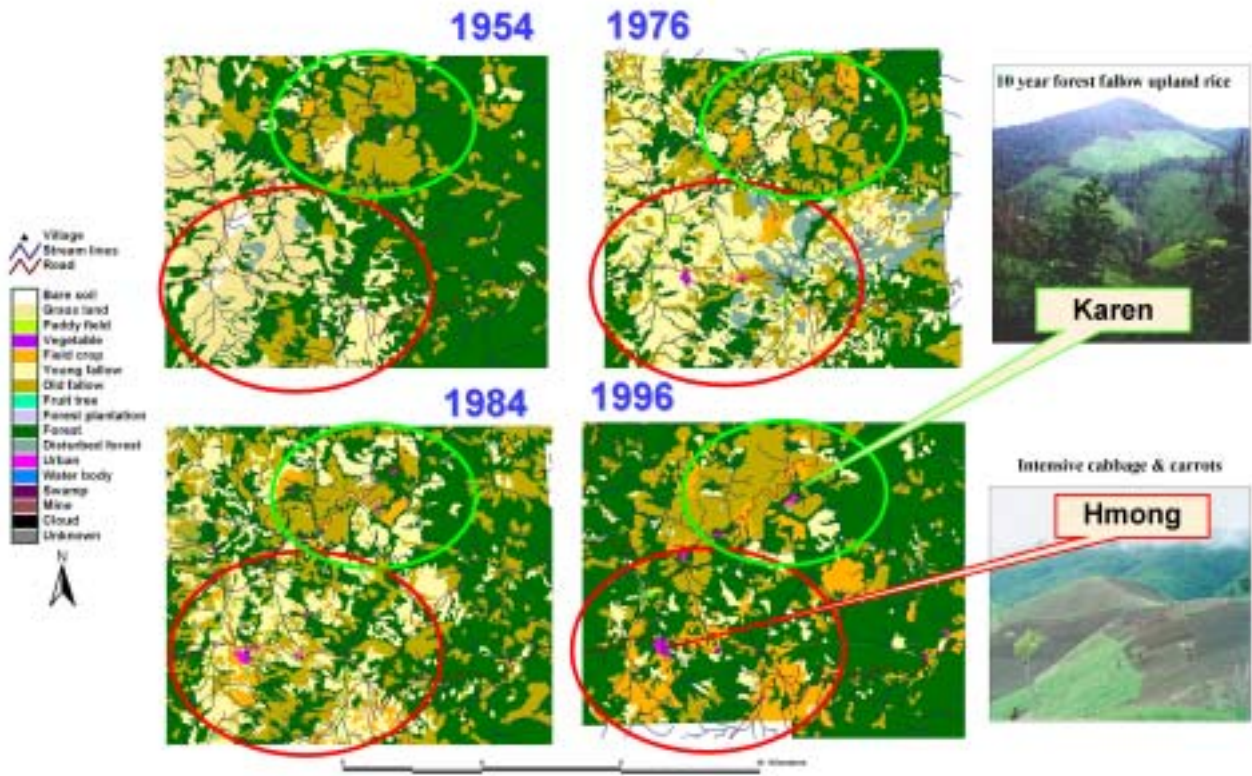 1954
1976
10 year forest fallow upland rice
Karen
Village
Stream lines
Road
Bare soil
Grass land
Paddy field
Vegetable
Field crop
Young fallow
Old fallow
Fruit tree
Forest plantation
Forest
Disturbed forest
Urban
Water body
Swamp
Mine
Cloud
Unknown
N
1984
1996
Intensive cabbage & carrots
Hmong